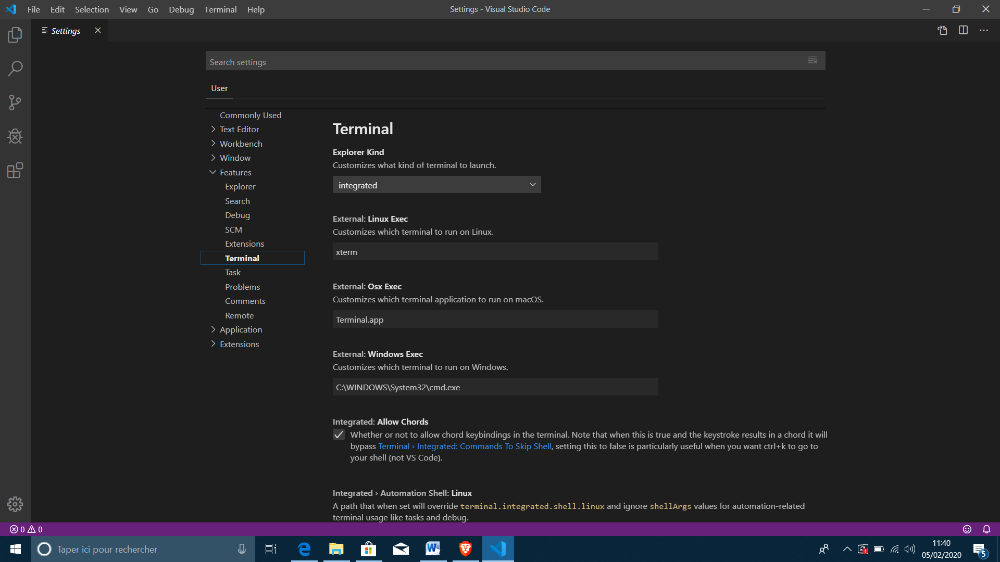 File Edit Selection View Go Debug Terminal Help
Settings - Visual Studio Code
Settings
Search settings
User
Commonly Used
Text Editor
Workbench
Window
Features
Explorer
Search
Debug
SCM
Extensions
Terminal
Task
Problems
Comments
Remote
Application
Extensions
Terminal
Explorer Kind
Customizes what kind of terminal to launch.
integrated
External: Linux Exec
Customizes which terminal to run on Linux.
xterm
External: Osx Exec
Customizes which terminal application to run on macOS.
Terminal.app
External: Windows Exec
Customizes which terminal to run on Windows.
C:\WINDOWS\System32\cmd.exe
Integrated: Allow Chords
Whether or not to allow chord keybindings in the terminal. Note that when this is true and the keystroke results in a chord it will
bypass Terminal › Integrated: Commands To Skip Shell, setting this to false is particularly useful when you want ctrl+k to go to
your shell (not VS Code).
Integrated › Automation Shell: Linux
A path that when set will override terminal.integrated.shell.linux and ignore shellArgs values for automation-related
terminal usage like tasks and debug.
0 0
Taper ici pour rechercher
11:40
05/02/2020
5